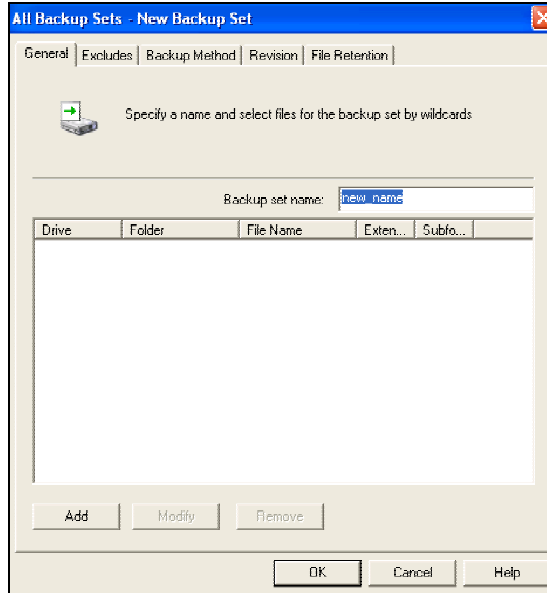 All Backup Sets - New Backup Set
General Excludes Backup Method Revision File Retention
Specify a name and select files for the backup set by wildcards
Backup set name: new_name
Drive Folder File Name Exten... Subfo...
Add Modify Remove
OK Cancel Help